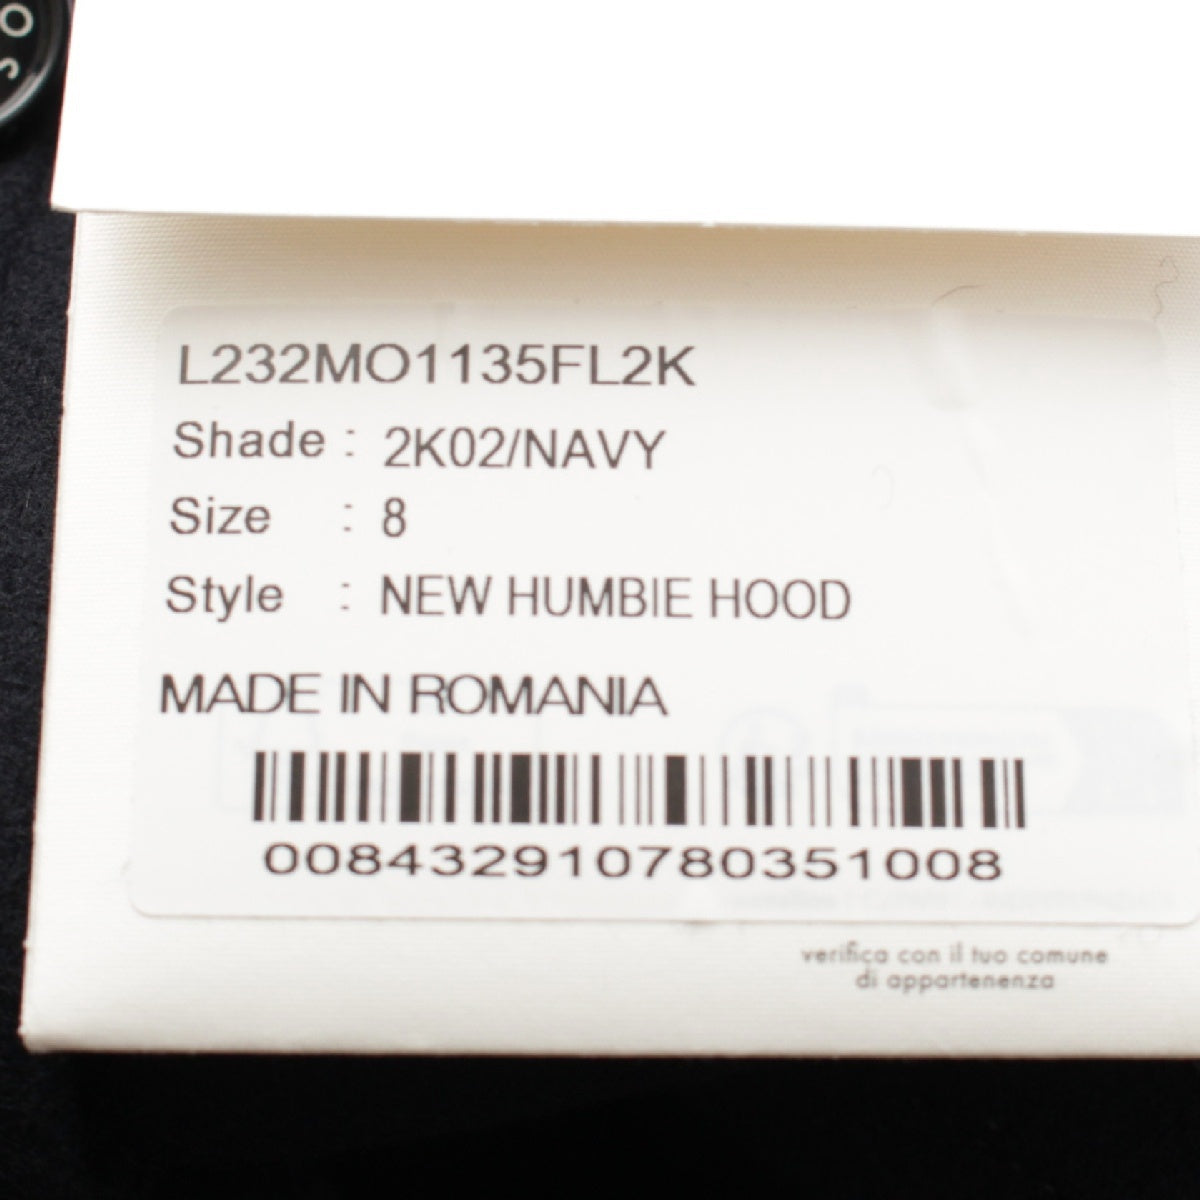 L232MO1135FL2K
Shade : 2K02/NAVY
Size : 8
Style : NEW HUMBIE HOOD
MADE IN ROMANIA
008432910780351008
verifica con il tuo comune
di appartenenza